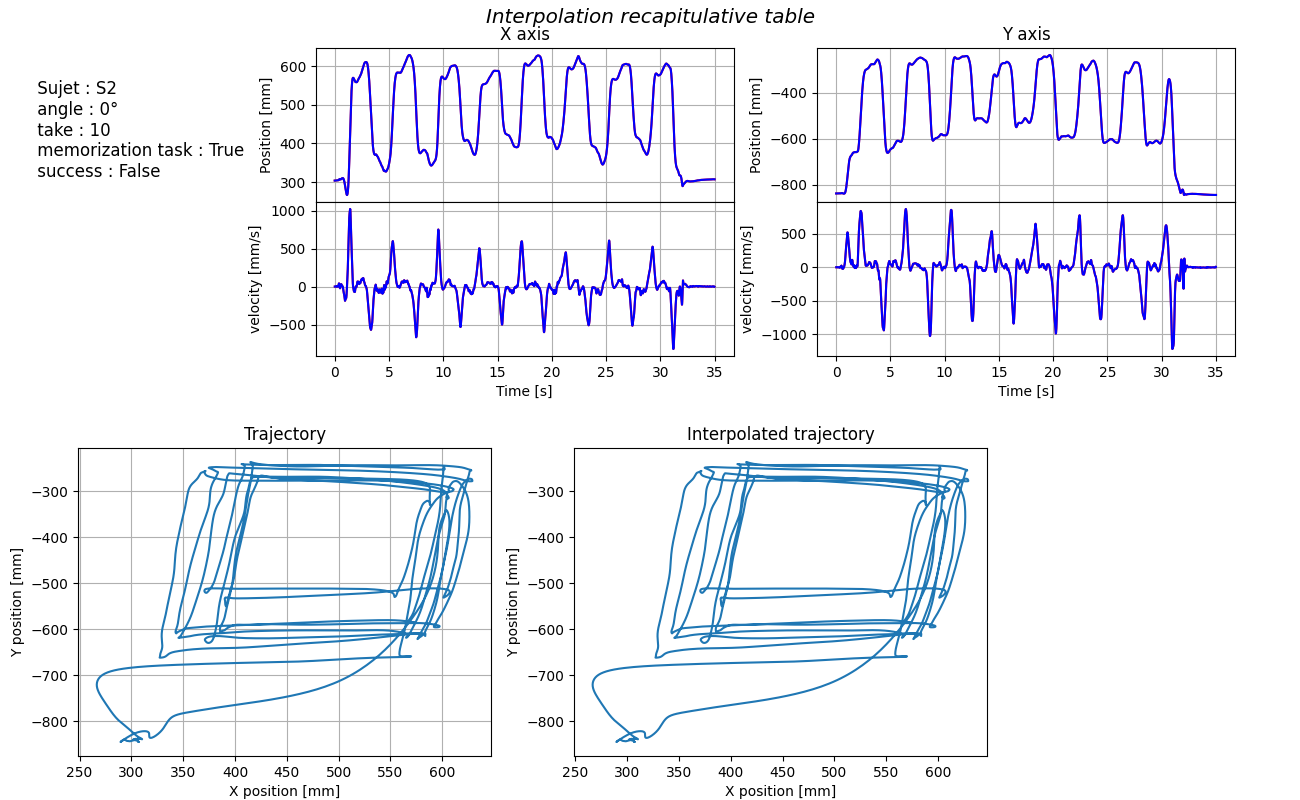 Interpolation recapitulative table
X axis
Y axis
Sujet : S2
angle : 0°
take : 10
memorization task : True
success : False
Position [mm]
600
500
400
300
Position [mm]
−400
−600
−800
velocity [mm/s]
1000
500
0
−500
velocity [mm/s]
500
0
−500
−1000
0 5 10 15 20 25 30 35
Time [s]
0 5 10 15 20 25 30 35
Time [s]
Trajectory
Interpolated trajectory
Y position [mm]
−300
−400
−500
−600
−700
−800
Y position [mm]
−300
−400
−500
−600
−700
−800
250 300 350 400 450 500 550 600
X position [mm]
250 300 350 400 450 500 550 600
X position [mm]